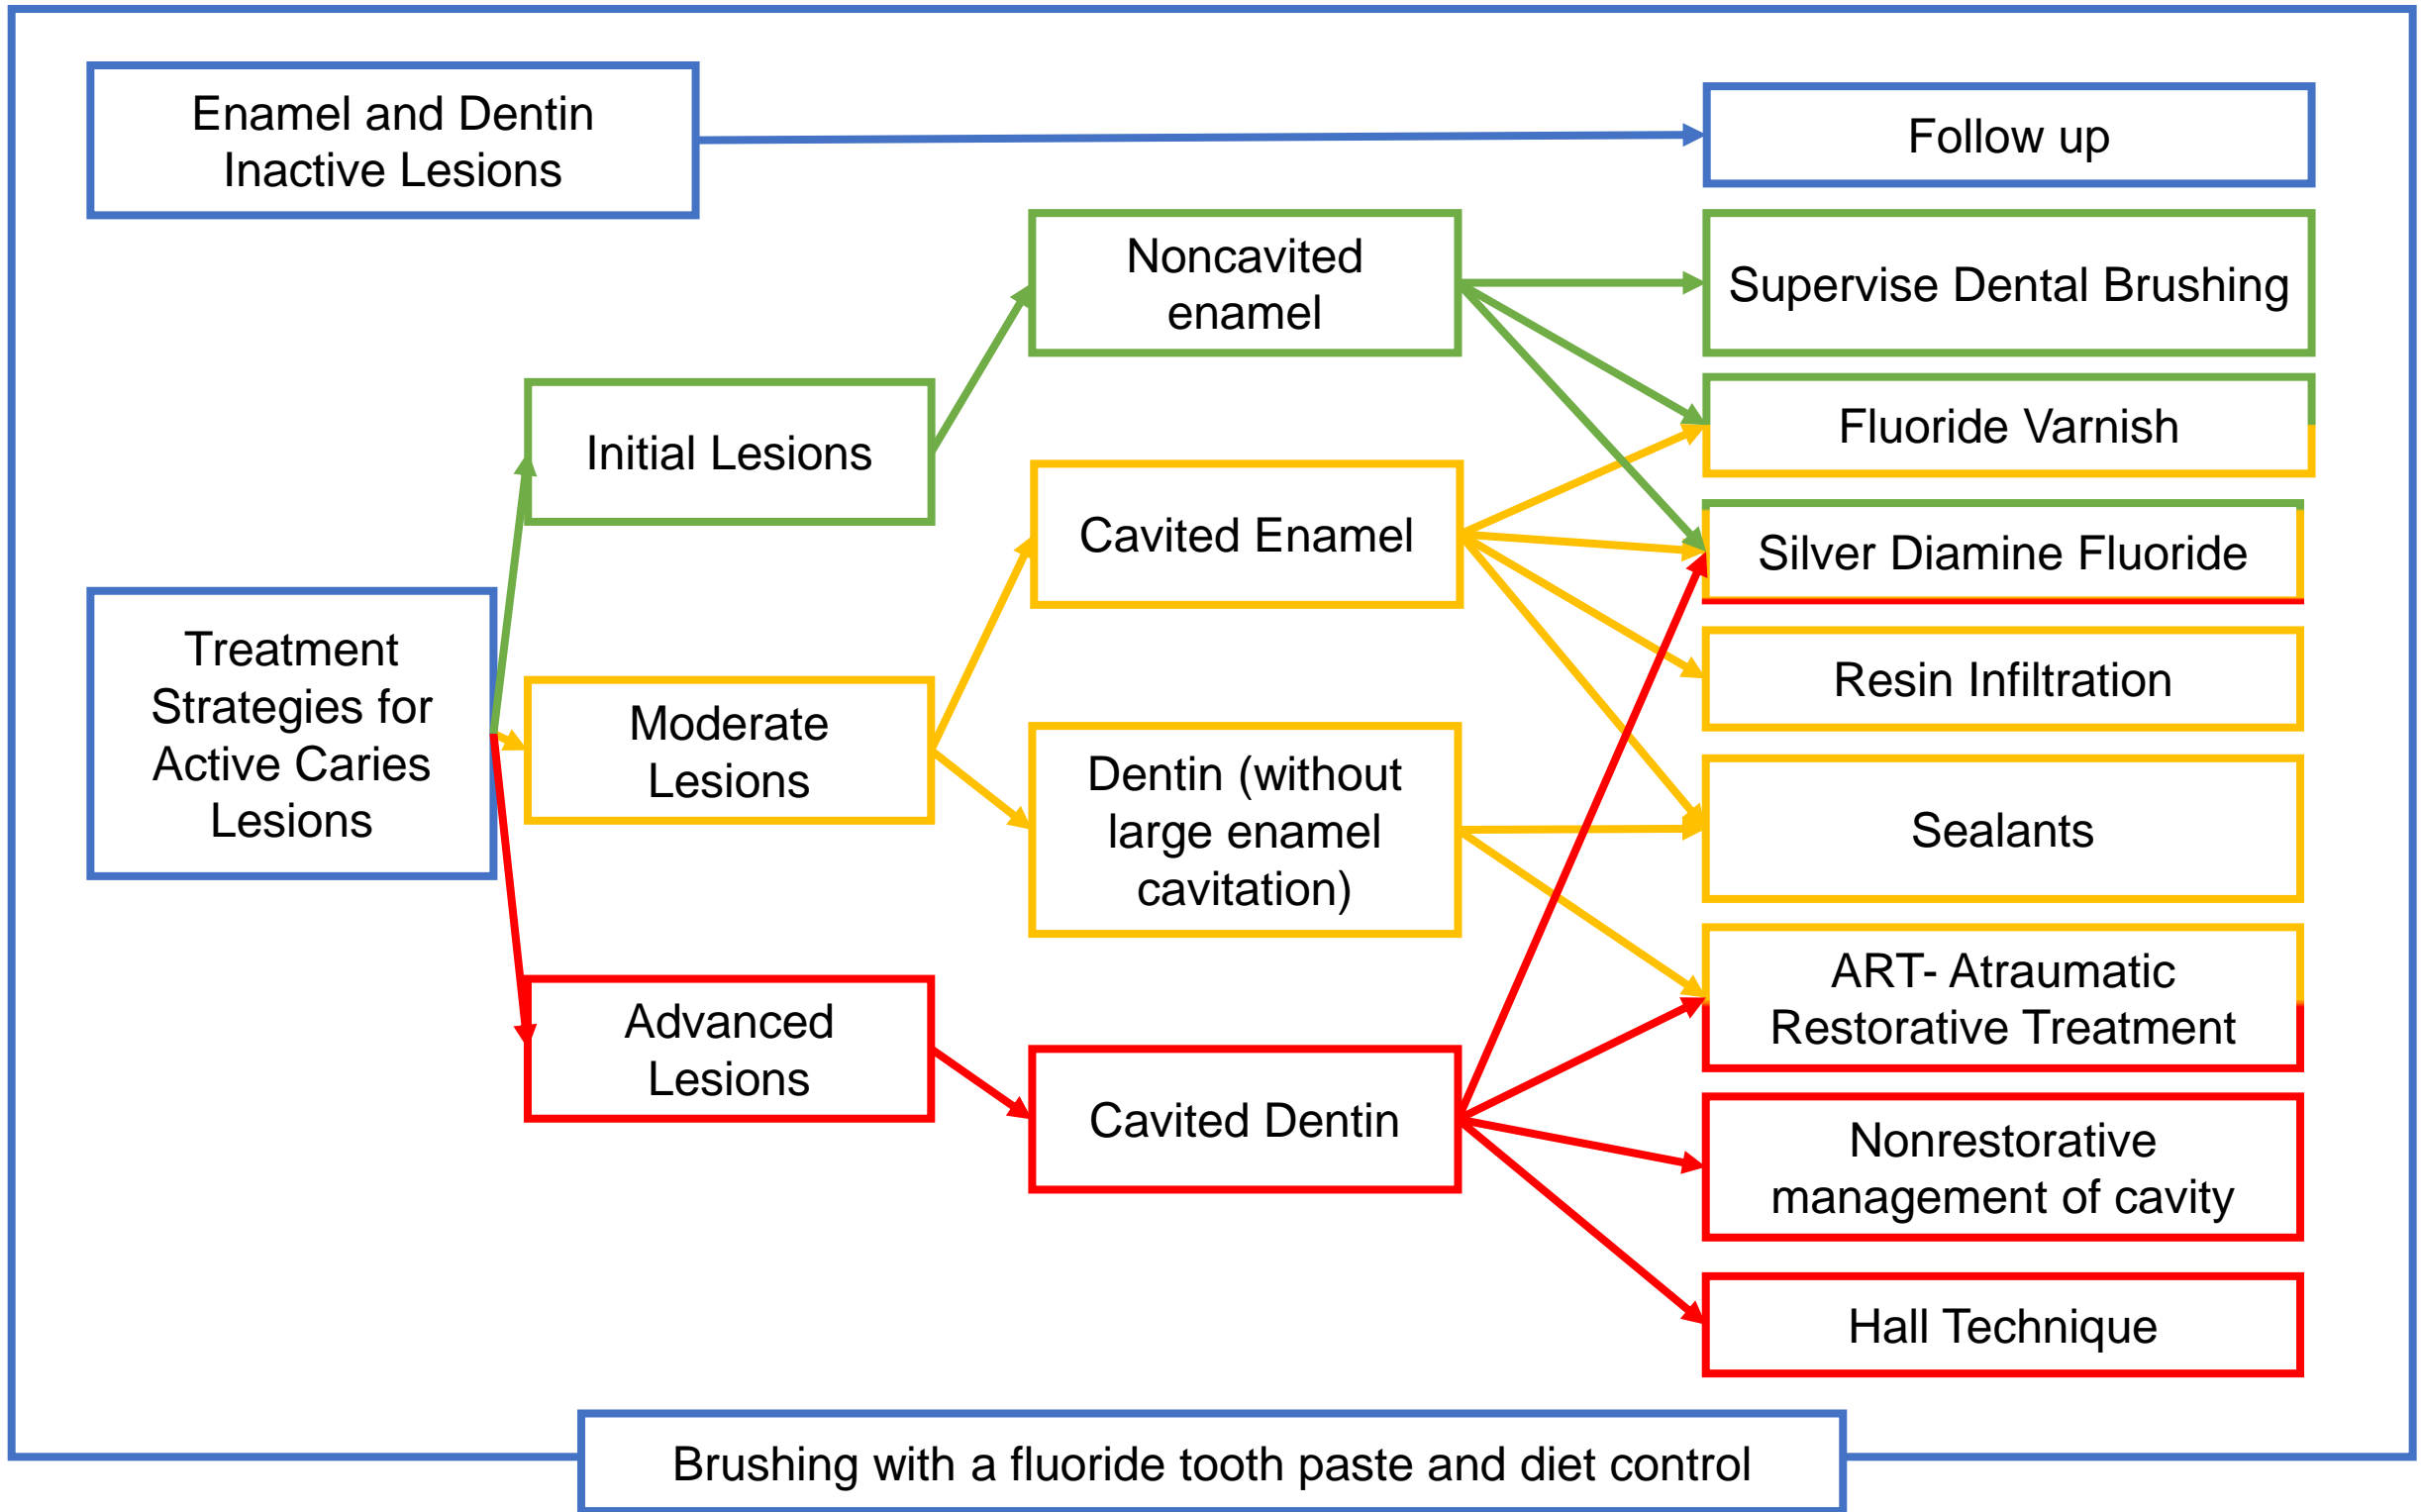 Enamel and Dentin
Inactive Lesions
Follow up
Noncavited
enamel
Supervise Dental Brushing
Initial Lesions
Fluoride Varnish
Cavited Enamel
Silver Diamine Fluoride
Treatment
Strategies for
Active Caries
Lesions
Moderate
Lesions
Resin Infiltration
Dentin (without
large enamel
cavitation)
Sealants
Advanced
Lesions
ART- Atraumatic
Restorative Treatment
Cavited Dentin
Nonrestorative
management of cavity
Hall Technique
Brushing with a fluoride tooth paste and diet control